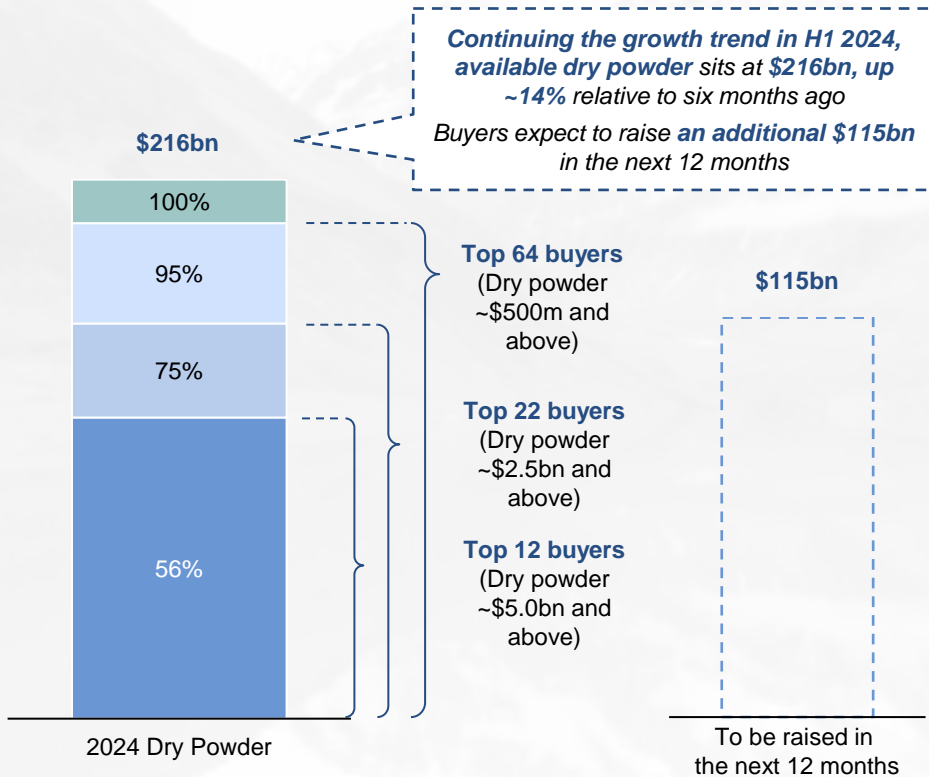 Continuing the growth trend in H1 2024,
available dry powder sits at $216bn, up
~14% relative to six months ago
Buyers expect to raise an additional $115bn
in the next 12 months
$216bn
100%
95%
75%
56%
2024 Dry Powder
Top 64 buyers
(Dry powder
~$500m and
above)
Top 22 buyers
(Dry powder
~$2.5bn and
above)
Top 12 buyers
(Dry powder
~$5.0bn and
above)
$115bn
To be raised in
the next 12 months